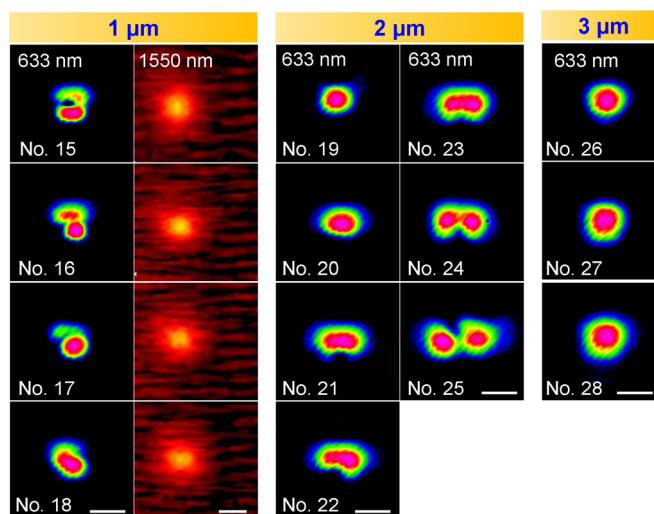 1 µm
2 µm
3 µm
633 nm
1550 nm
633 nm
633 nm
633 nm
No. 15
No. 19
No. 23
No. 26
No. 16
No. 20
No. 24
No. 27
No. 17
No. 21
No. 25
No. 28
No. 18
No. 22